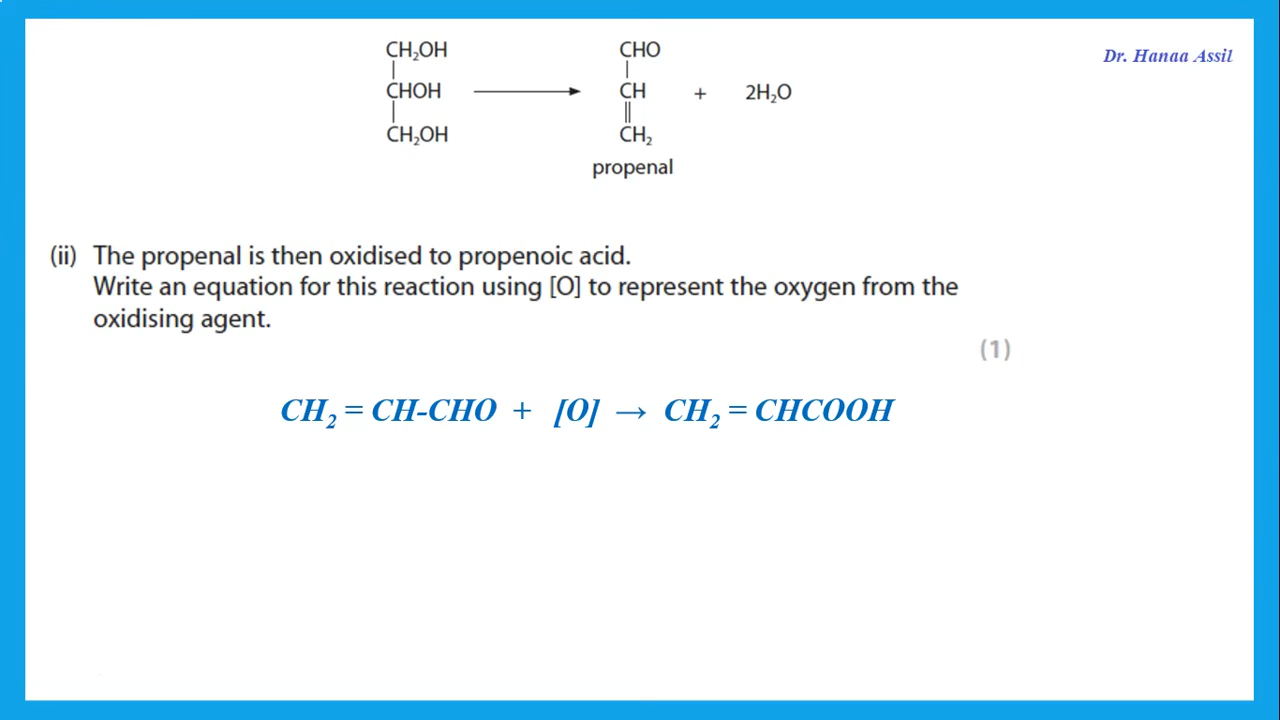 Dr. Hanaa Assil
CH₂OH CHO
CHOH CH + 2H₂O
CH₂OH CH₂
propenal
(ii) The propenal is then oxidised to propenoic acid.
Write an equation for this reaction using [O] to represent the oxygen from the
oxidising agent.
(1)
CH₂ = CH-CHO + [O] → CH₂ = CHCOOH